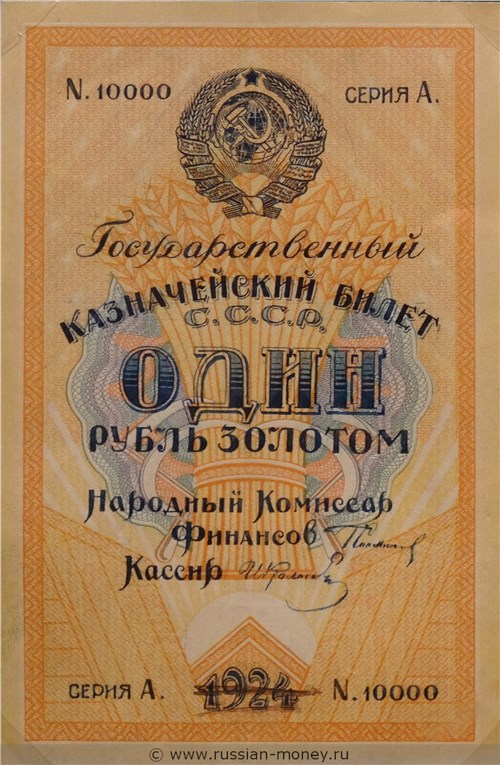 N. 10000 СЕРИЯ А.
Государственный
КАЗНАЧЕЙСКИЙ БИЛЕТ
С.С.С.Р.
ОДИН
РУБЛЬ ЗОЛОТОМ
Народный Комиссар
Финансов
Кассир
СЕРИЯ А. 1924 N. 10000
© www.russian-money.ru